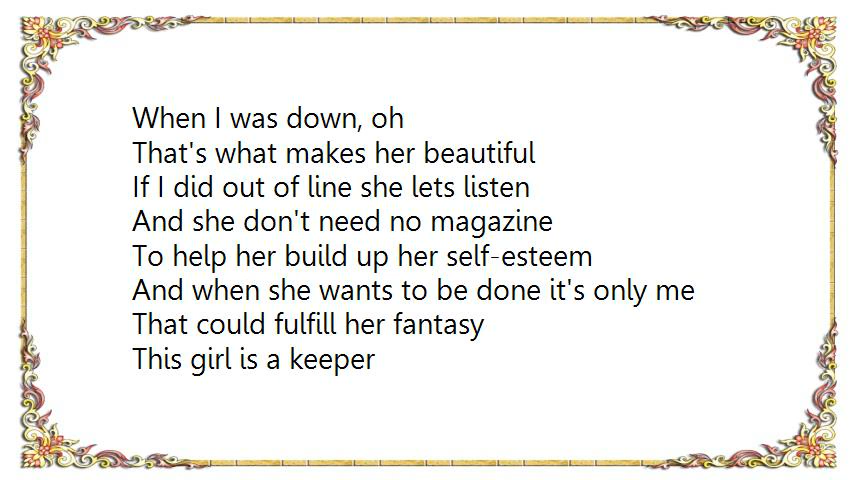 When I was down, oh
That's what makes her beautiful
If I did out of line she lets listen
And she don't need no magazine
To help her build up her self-esteem
And when she wants to be done it's only me
That could fulfill her fantasy
This girl is a keeper